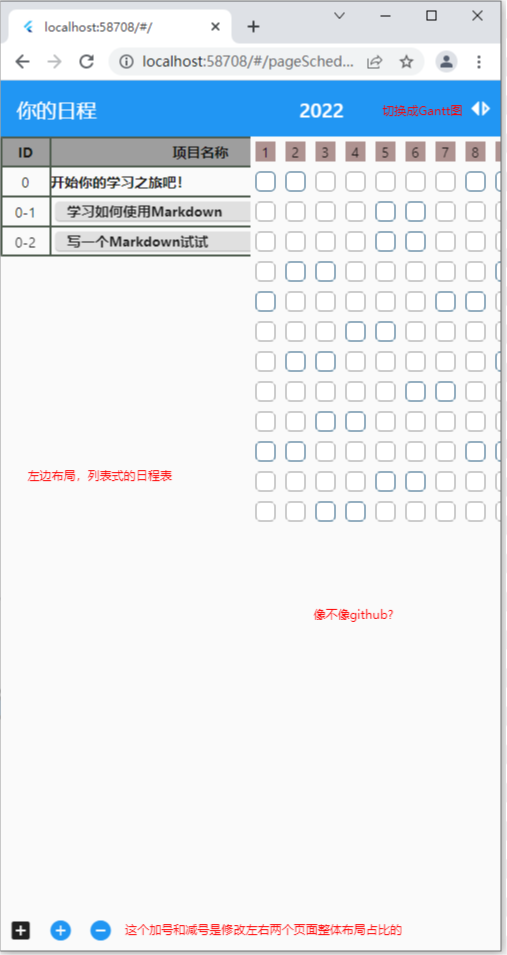 localhost:58708/#/
localhost:58708/#/pageSched...
你的日程 2022 切换成Gantt图
ID 项目名称 1 2 3 4 5 6 7 8
0 开始你的学习之旅吧!
0-1 学习如何使用Markdown
0-2 写一个Markdown试试
左边布局，列表式的日程表
像不像github?
这个加号和减号是修改左右两个页面整体布局占比的